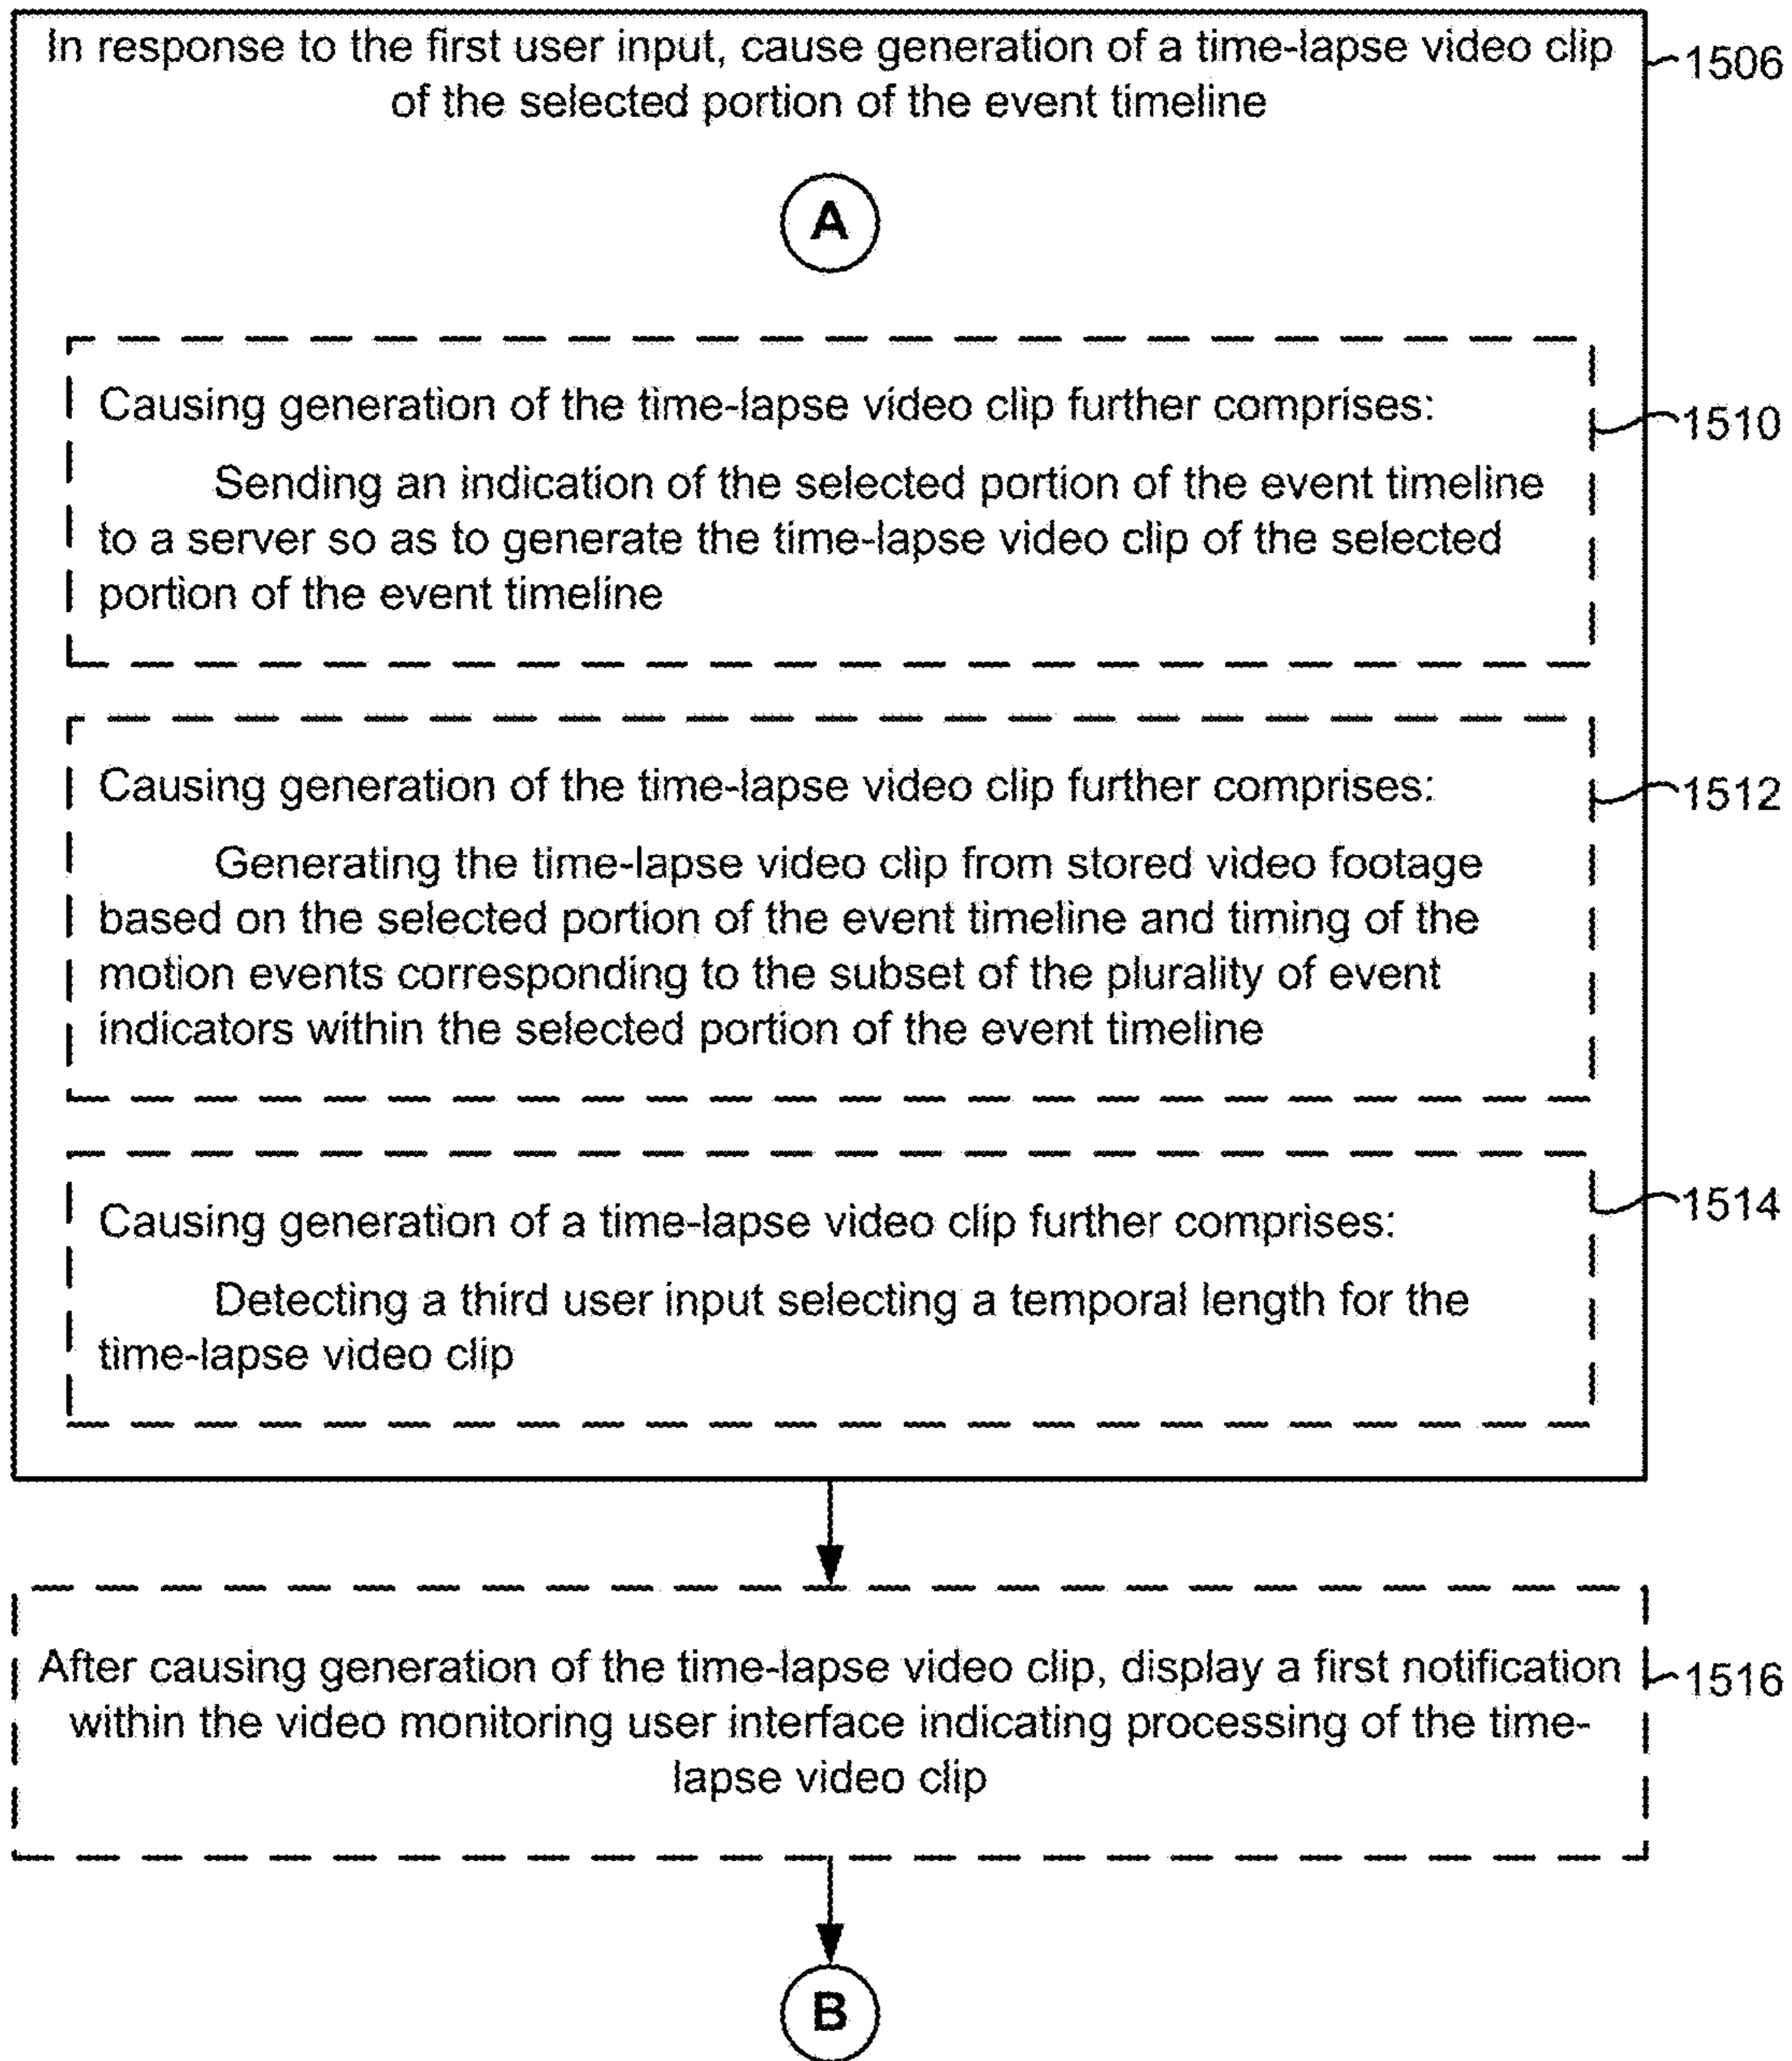 In response to the first user input, cause generation of a time-lapse video clip
of the selected portion of the event timeline
1506
A
Causing generation of the time-lapse video clip further comprises:
1510
Sending an indication of the selected portion of the event timeline
to a server so as to generate the time-lapse video clip of the selected
portion of the event timeline
Causing generation of the time-lapse video clip further comprises:
1512
Generating the time-lapse video clip from stored video footage
based on the selected portion of the event timeline and timing of the
motion events corresponding to the subset of the plurality of event
indicators within the selected portion of the event timeline
Causing generation of a time-lapse video clip further comprises:
1514
Detecting a third user input selecting a temporal length for the
time-lapse video clip
After causing generation of the time-lapse video clip, display a first notification
1516
within the video monitoring user interface indicating processing of the time-
lapse video clip
B